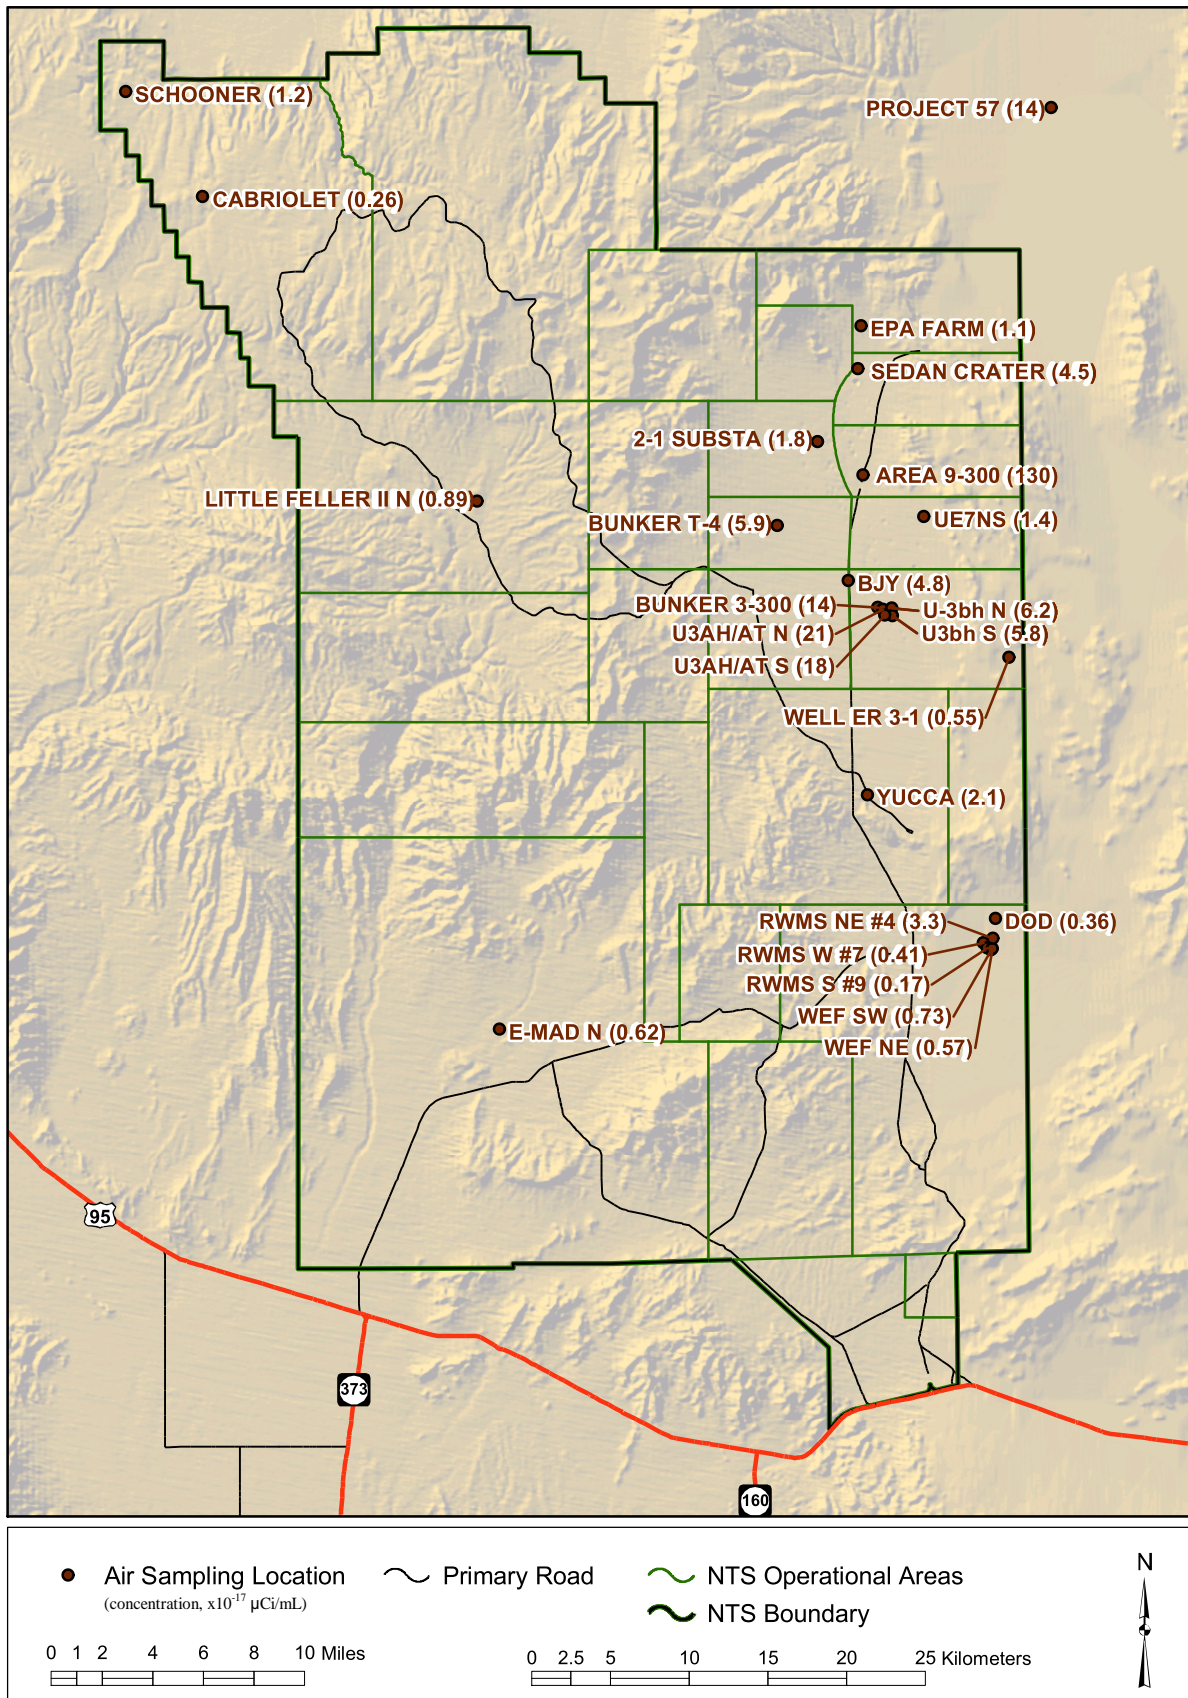 SCHOONER (1.2)
PROJECT 57 (14)
CABRIOLET (0.26)
EPA FARM (1.1)
SEDAN CRATER (4.5)
2-1 SUBSTA (1.8)
AREA 9-300 (130)
LITTLE FELLER II N (0.89)
BUNKER T-4 (5.9)
UE7NS (1.4)
BJY (4.8)
BUNKER 3-300 (14)
U-3bh N (6.2)
U3AH/AT N (21)
U3bh S (5.8)
U3AH/AT S (18)
WELL ER 3-1 (0.55)
YUCCA (2.1)
RWMS NE #4 (3.3)
DOD (0.36)
RWMS W #7 (0.41)
RWMS S #9 (0.17)
WEF SW (0.73)
E-MAD N (0.62)
WEF NE (0.57)
95
373
160
Air Sampling Location
(concentration, x10⁻¹⁷ µCi/mL)
Primary Road
NTS Operational Areas
NTS Boundary
N
0 1 2 4 6 8 10 Miles
0 2.5 5 10 15 20 25 Kilometers